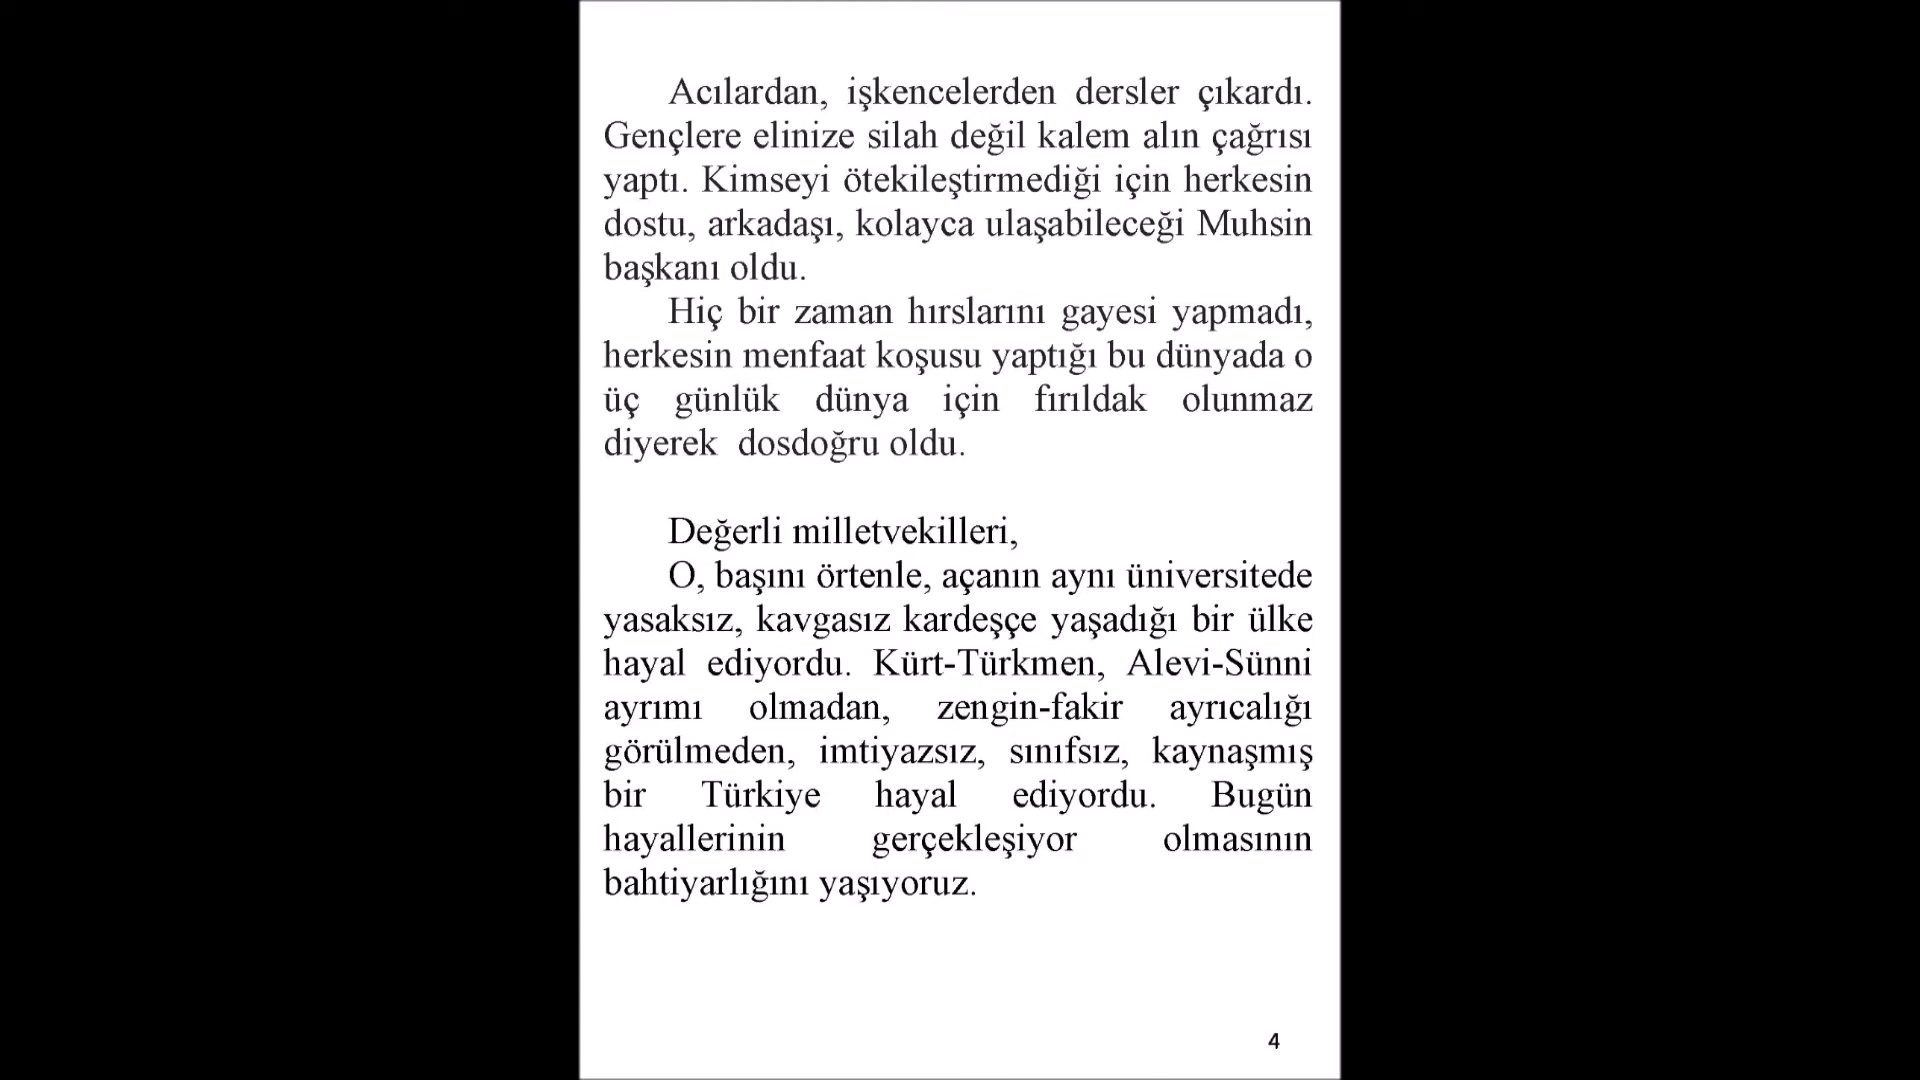 Acılardan, işkencelerden dersler çıkardı.
Gençlere elinize silah değil kalem alın çağrısı
yaptı. Kimseyi ötekileştirmediği için herkesin
dostu, arkadaşı, kolayca ulaşabileceği Muhsin
başkanı oldu.
Hiç bir zaman hırslarını gayesi yapmadı,
herkesin menfaat koşusu yaptığı bu dünyada o
üç günlük dünya için fırıldak olunmaz
diyerek  dosdoğru oldu.
Değerli milletvekilleri,
O, başını örtenle, açanın aynı üniversitede
yasaksız, kavgasız kardeşçe yaşadığı bir ülke
hayal ediyordu. Kürt-Türkmen, Alevi-Sünni
ayrımı olmadan, zengin-fakir ayrıcalığı
görülmeden, imtiyazsız, sınıfsız, kaynaşmış
bir Türkiye hayal ediyordu. Bugün
hayallerinin gerçekleşiyor olmasının
bahtiyarlığını yaşıyoruz.
4